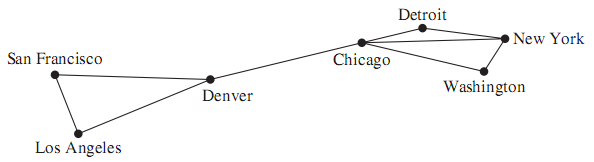 Detroit
New York
San Francisco
Chicago
Washington
Denver
Los Angeles